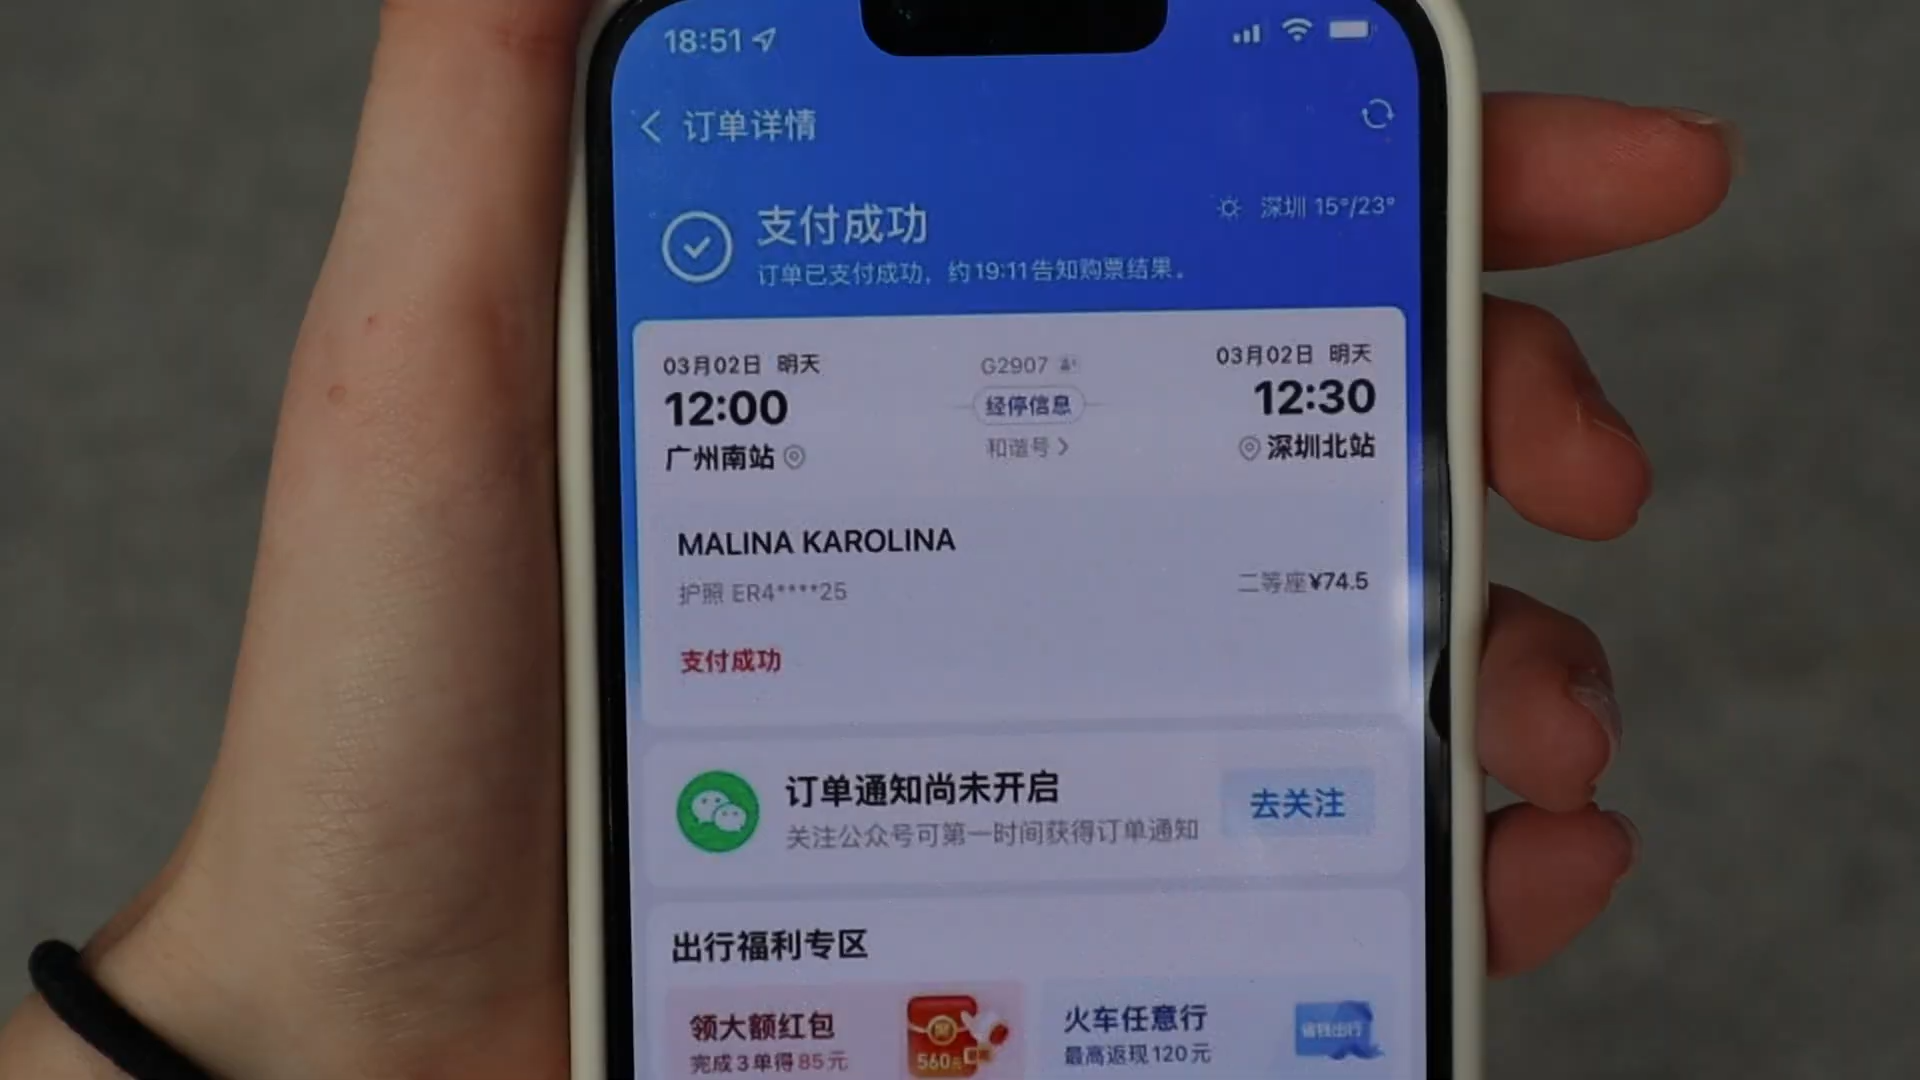 18:51
订单详情
支付成功
深圳 15°/23°
订单已支付成功，约19:11告知购票结果。
03月02日 明天
G2907
03月02日 明天
12:00
经停信息
12:30
广州南站
和谐号
深圳北站
MALINA KAROLINA
护照 ER4****25
二等座¥74.5
支付成功
订单通知尚未开启
关注公众号可第一时间获得订单通知
去关注
出行福利专区
领大额红包
完成3单得85元
560元
火车任意行
最高返现120元